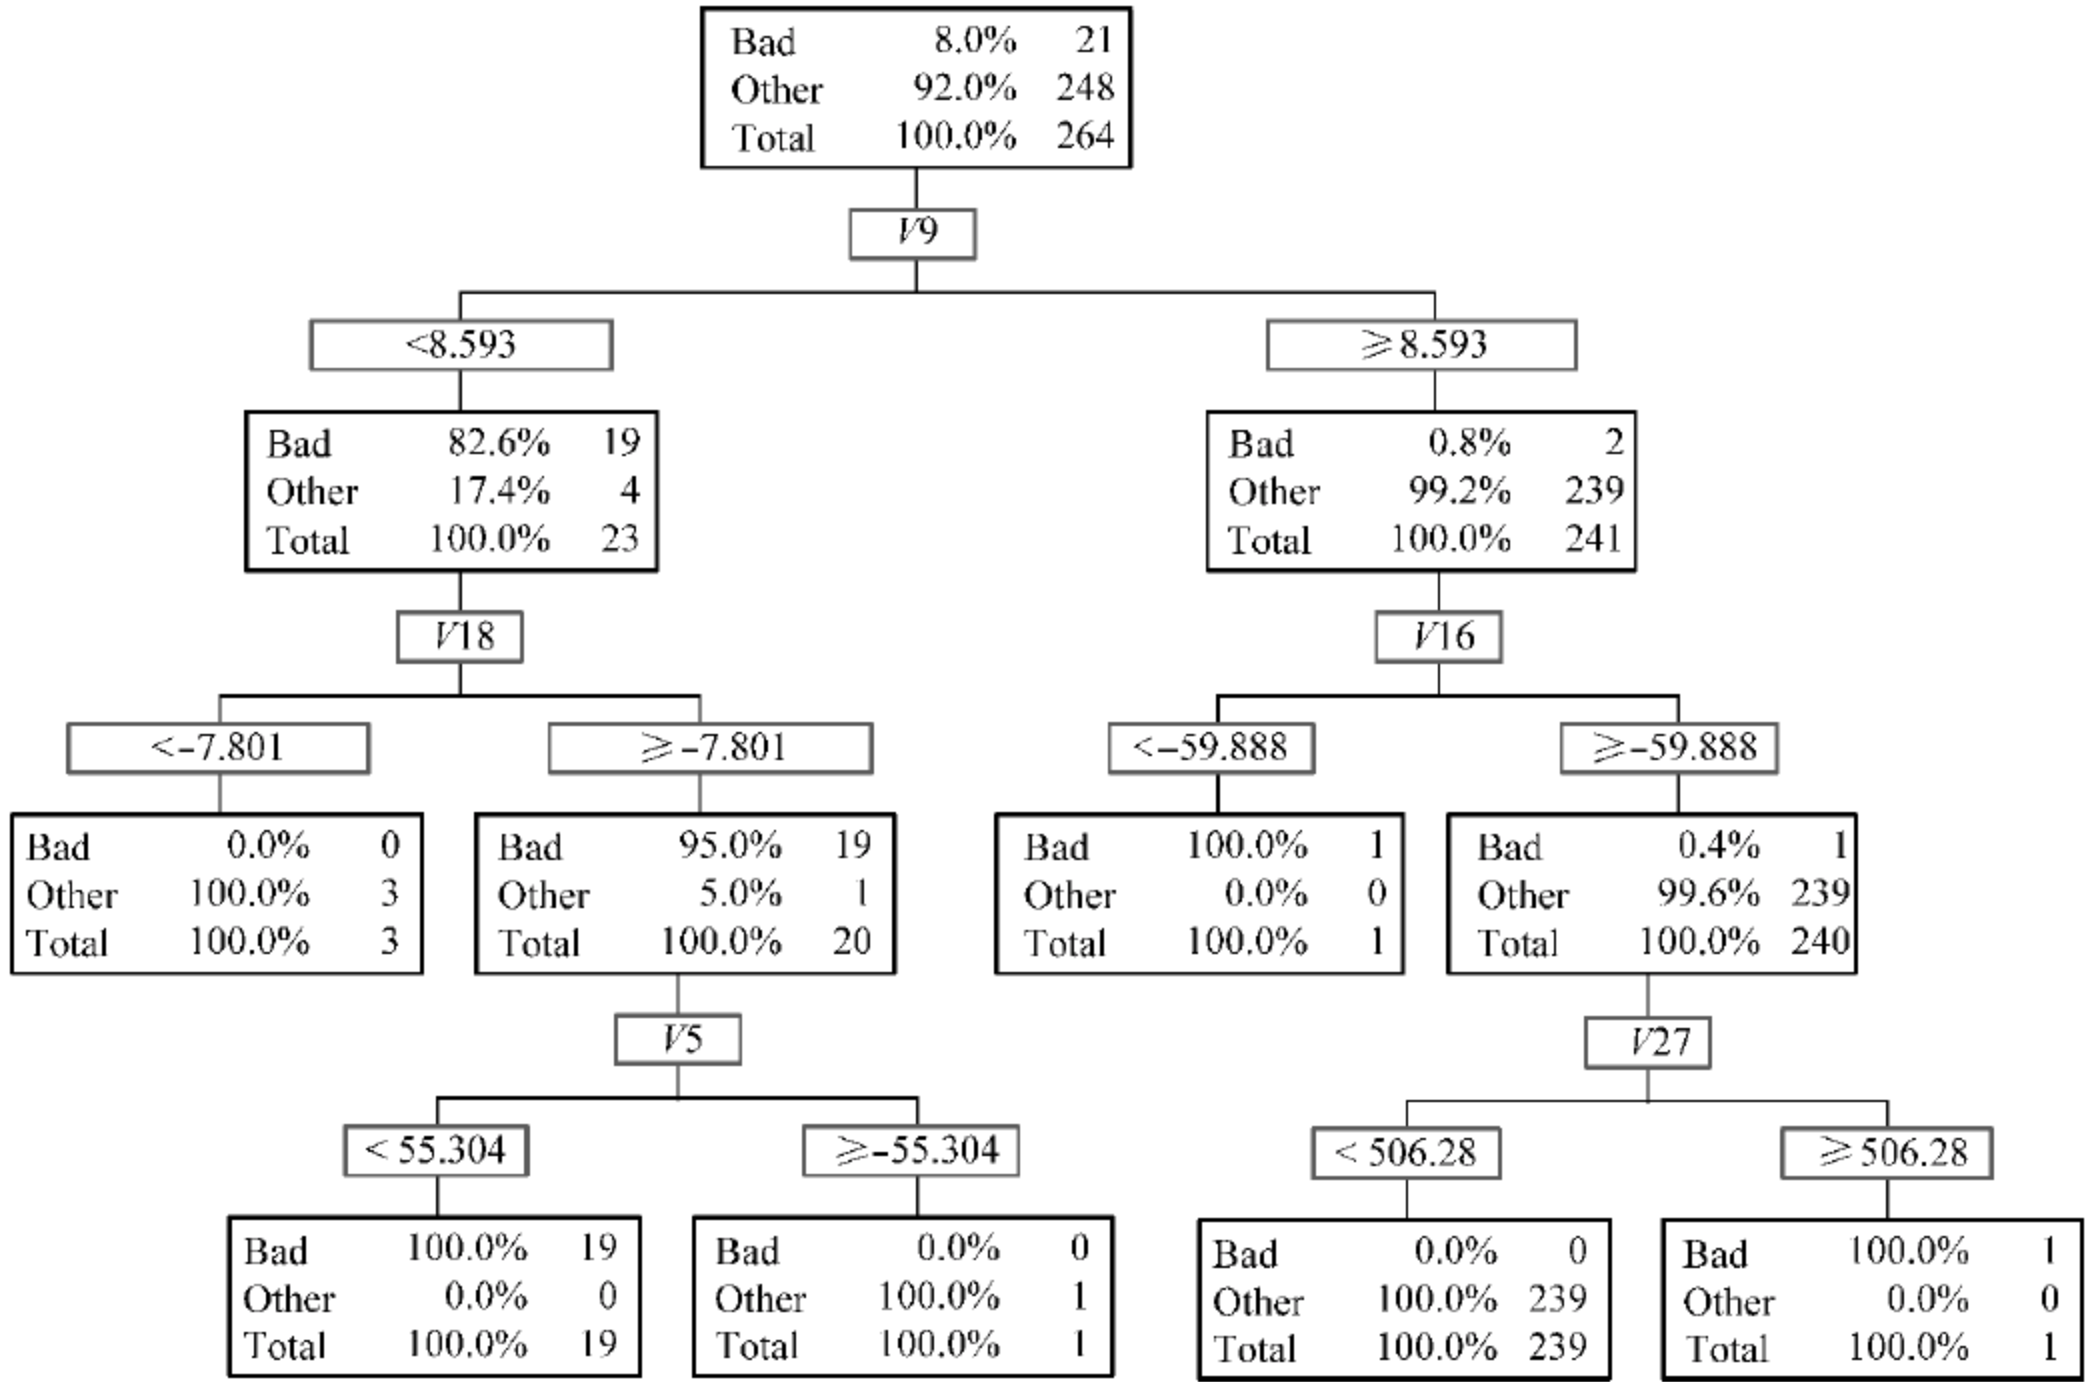 Bad 8.0% 21
Other 92.0% 248
Total 100.0% 264
V9
<8.593
≥8.593
Bad 82.6% 19
Other 17.4% 4
Total 100.0% 23
Bad 0.8% 2
Other 99.2% 239
Total 100.0% 241
V18
V16
<-7.801
≥-7.801
<-59.888
≥-59.888
Bad 0.0% 0
Other 100.0% 3
Total 100.0% 3
Bad 95.0% 19
Other 5.0% 1
Total 100.0% 20
Bad 100.0% 1
Other 0.0% 0
Total 100.0% 1
Bad 0.4% 1
Other 99.6% 239
Total 100.0% 240
V5
V27
< 55.304
≥-55.304
< 506.28
≥ 506.28
Bad 100.0% 19
Other 0.0% 0
Total 100.0% 19
Bad 0.0% 0
Other 100.0% 1
Total 100.0% 1
Bad 0.0% 0
Other 100.0% 239
Total 100.0% 239
Bad 100.0% 1
Other 0.0% 0
Total 100.0% 1